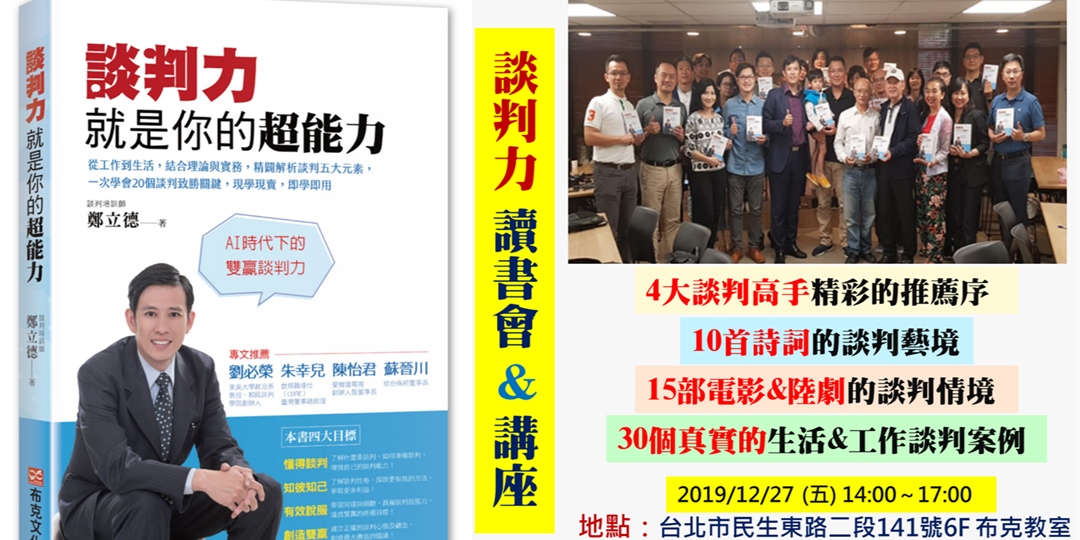 談判力
就是你的超能力
鄭立德
著
布克文化
談判力
就是你的超能力
從工作到生活，結合理論與實務，精闢解析談判五大元素，
一次學會20個談判致勝關鍵，現學現賣，即學即用
談判培訓師
鄭立德──著
AI時代下的
雙贏談判力
專文推薦
劉必榮 朱幸兒 陳怡君 蘇晉川
本書四大目標
懂得談判
知彼知己
有效說服
創造雙贏
談判力 讀書會 & 講座
4大談判高手精彩的推薦序
10首詩詞的談判藝境
15部電影&陸劇的談判情境
30個真實的生活&工作談判案例
2019/12/27 (五) 14:00～17:00
地點：台北市民生東路二段141號6F 布克教室